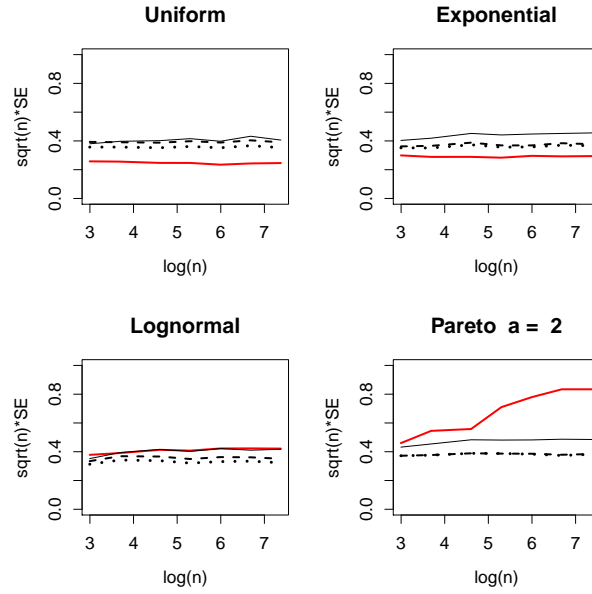 Uniform
sqrt(n)*SE
0.0 0.4 0.8
3 4 5 6 7
log(n)
Exponential
sqrt(n)*SE
0.0 0.4 0.8
3 4 5 6 7
log(n)
Lognormal
sqrt(n)*SE
0.0 0.4 0.8
3 4 5 6 7
log(n)
Pareto a = 2
sqrt(n)*SE
0.0 0.4 0.8
3 4 5 6 7
log(n)